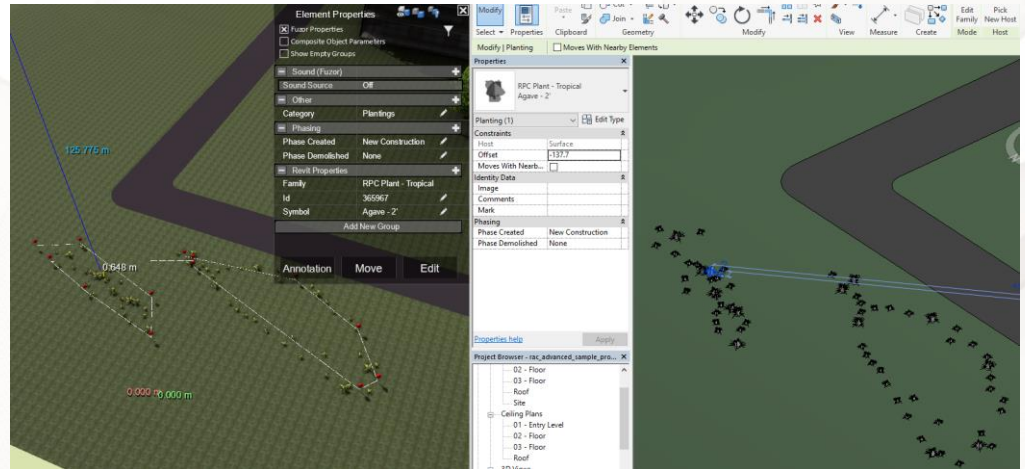 Element Properties
Fuzor Properties
Composite Object Parameters
Show Empty Groups
Sound (Fuzor)
Sound Source Off
Other
Category Plantings
Phasing
Phase Created New Construction
Phase Demolished None
Revit Properties
Family RPC Plant - Tropical
Id 365967
Symbol Agave - 2'
Add New Group
Annotation Move Edit
0.648 m
0.000 m
0.000 m
Modify
Paste
Join
Edit Family
Pick New Host
Select Properties Clipboard Geometry Modify View Measure Create Mode Host
Modify | Planting Moves With Nearby Elements
Properties
RPC Plant - Tropical
Agave - 2'
Planting (1) Edit Type
Constraints
Host Surface
Offset -137.7
Moves With Nearb...
Identity Data
Image
Comments
Mark
Phasing
Phase Created New Construction
Phase Demolished None
Properties help Apply
Project Browser - rac_advanced_sample_pro...
02 - Floor
03 - Floor
Roof
Site
Ceiling Plans
01 - Entry Level
02 - Floor
03 - Floor
Roof